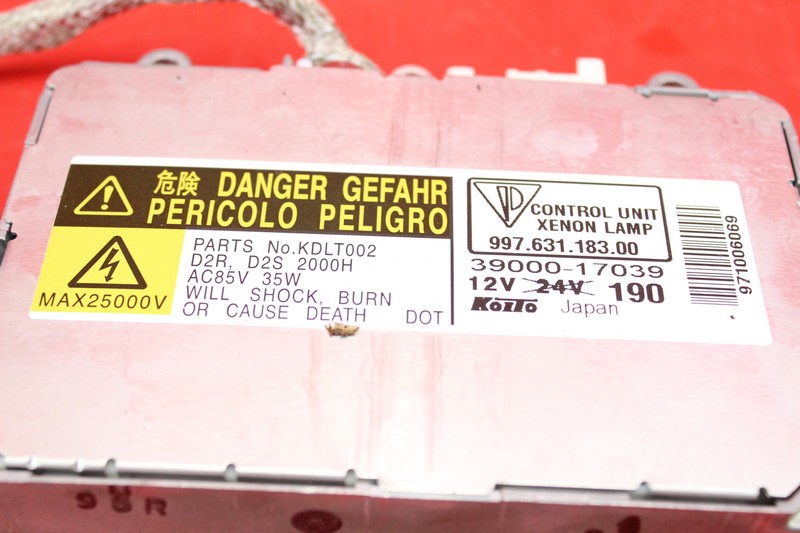 危険 DANGER GEFAHR
PERICOLO PELIGRO
MAX25000V
PARTS No.KDLT002
D2R, D2S 2000H
AC85V 35W
WILL SHOCK, BURN
OR CAUSE DEATH DOT
CONTROL UNIT
XENON LAMP
997.631.183.00
39000-17039
12V 24V 190
Koito Japan
971006069